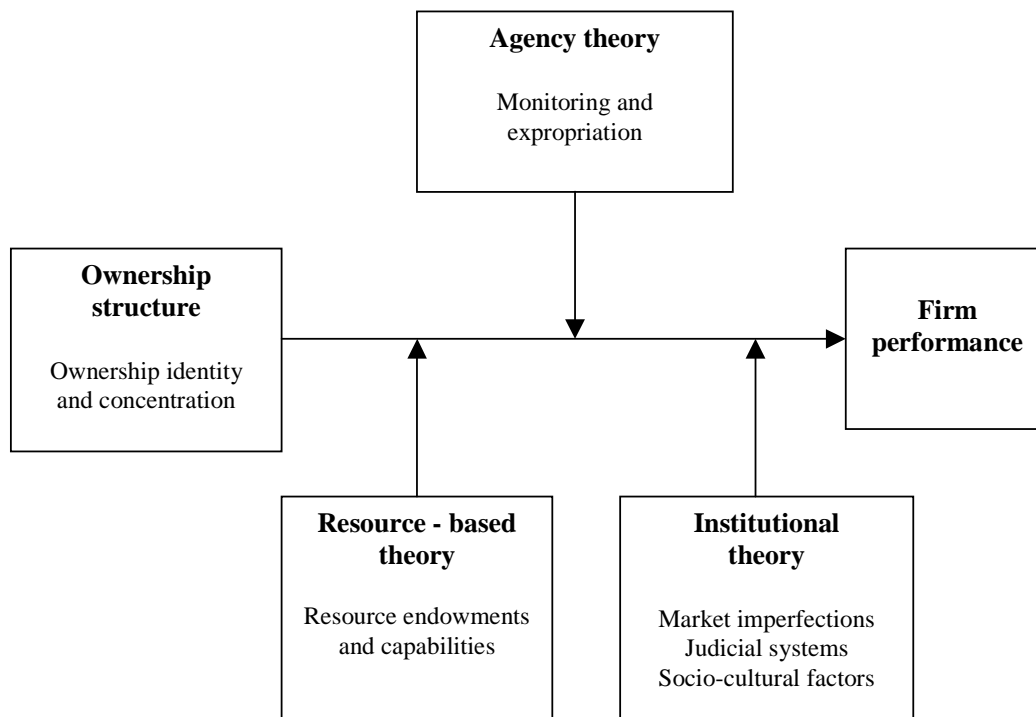 Agency theory
Monitoring and
expropriation
Ownership
structure
Ownership identity
and concentration
Firm
performance
Resource - based
theory
Resource endowments
and capabilities
Institutional
theory
Market imperfections
Judicial systems
Socio-cultural factors